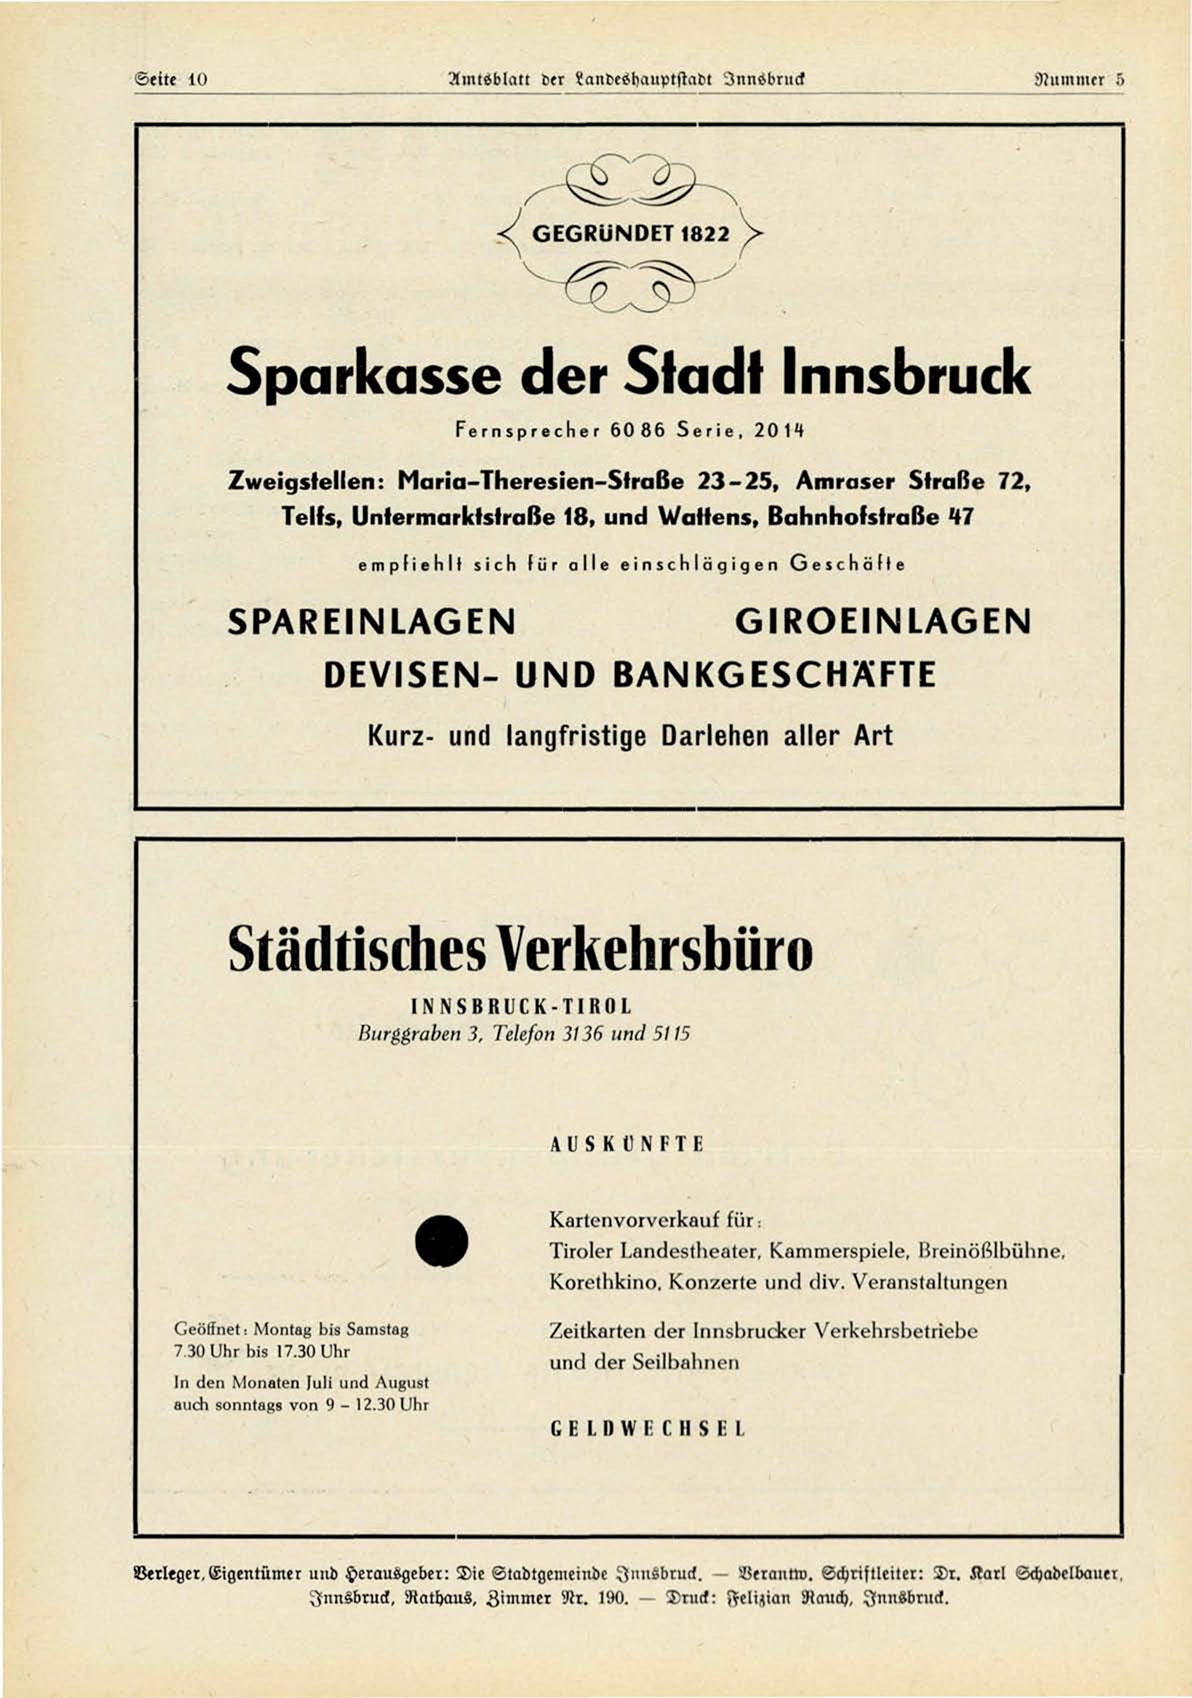 Seite 10 Amtsblatt der Landeshauptstadt Innsbruck Nummer 5
GEGRÜNDET 1822
Sparkasse der Stadt Innsbruck
Fernsprecher 60 86 Serie, 20 14
Zweigstellen: Maria-Theresien-Straße 23-25, Amraser Straße 72,
Telfs, Untermarktstraße 18, und Wattens, Bahnhofstraße 47
empfiehlt sich für alle einschlägigen Geschäfte
SPAREINLAGEN GIROEINLAGEN
DEVISEN- UND BANKGESCHÄFTE
Kurz- und langfristige Darlehen aller Art
Städtisches Verkehrsbüro
INNSBRUCK-TIROL
Burggraben 3, Telefon 3136 und 5115
AUSKÜNFTE
Kartenvorverkauf für:
Tiroler Landestheater, Kammerspiele, Breinößlbühne,
Korethkino, Konzerte und div. Veranstaltungen
Geöffnet: Montag bis Samstag
7.30 Uhr bis 17.30 Uhr
In den Monaten Juli und August
auch sonntags von 9 – 12.30 Uhr
Zeitkarten der Innsbrucker Verkehrsbetriebe
und der Seilbahnen
GELDWECHSEL
Verleger, Eigentümer und Herausgeber: Die Stadtgemeinde Innsbruck. — Verantw. Schriftleiter: Dr. Karl Schadelbauer,
Innsbruck, Rathaus, Zimmer Nr. 190. — Druck: Felizian Rauch, Innsbruck.